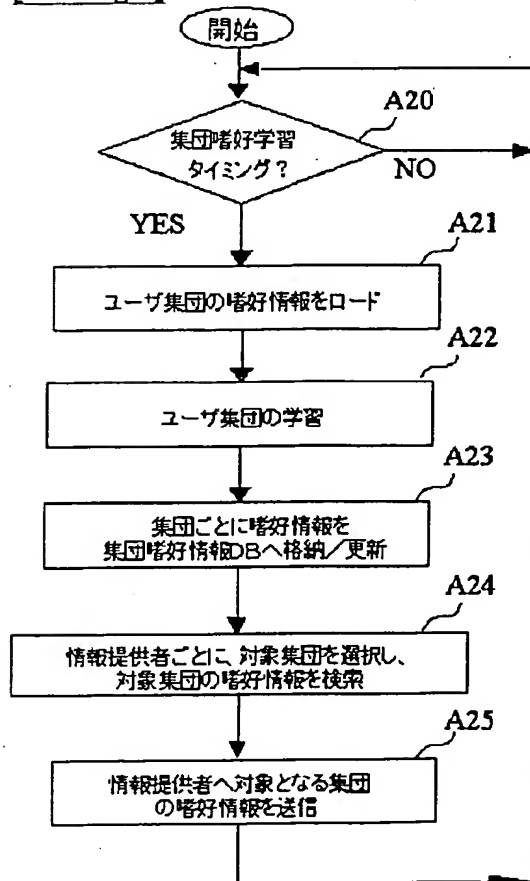 開始
A20
集団嗜好学習
タイミング？
NO
YES
A21
ユーザ集団の嗜好情報をロード
A22
ユーザ集団の学習
A23
集団ごとに嗜好情報を
集団嗜好情報DBへ格納／更新
A24
情報提供者ごとに、対象集団を選択し、
対象集団の嗜好情報を検索
A25
情報提供者へ対象となる集団
の嗜好情報を送信